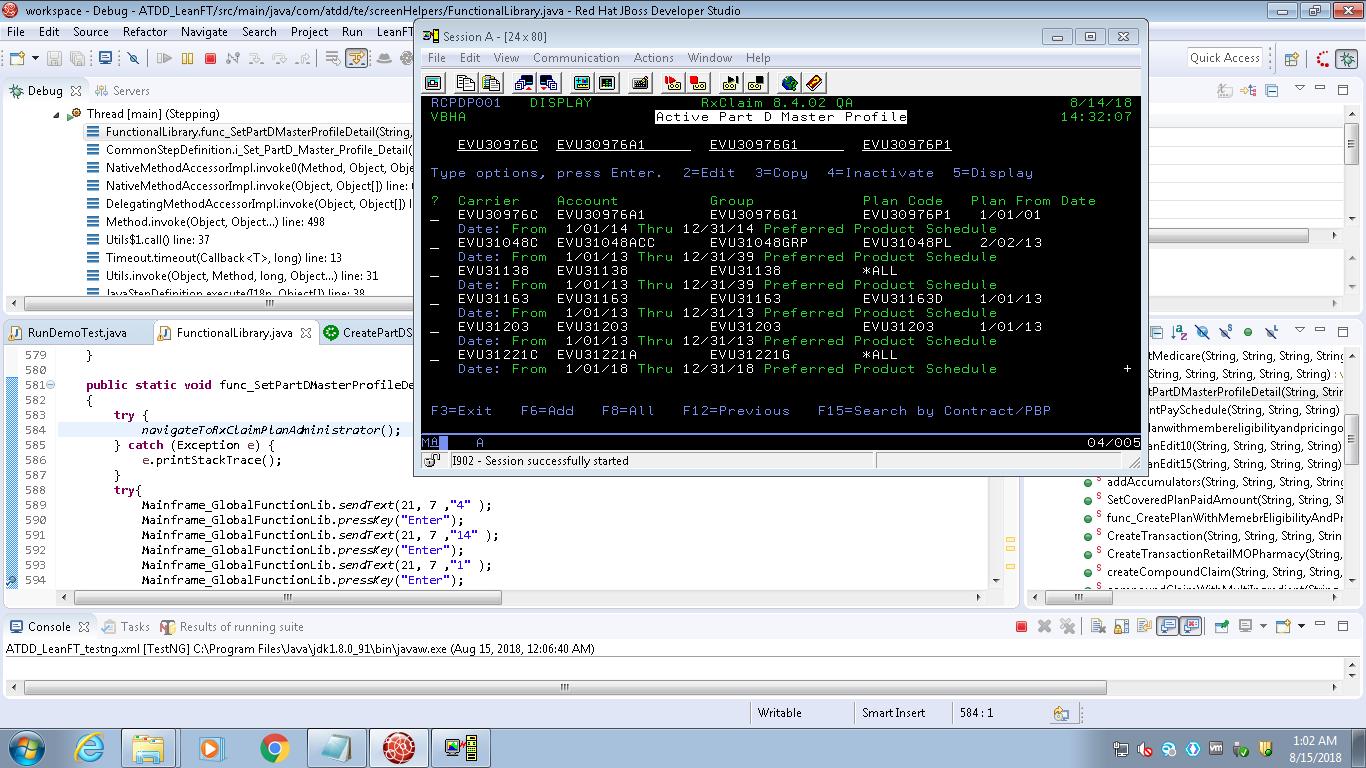 workspace - Debug - ATDD_LeanFT/src/main/java/com/atdd/te/screenHelpers/FunctionalLibrary.java - Red Hat JBoss Developer Studio
File Edit Source Refactor Navigate Search Project Run LeanFT
Quick Access
Debug Servers
Thread [main] (Stepping)
FunctionalLibrary.func_SetPartDMasterProfileDetail(String,
CommonStepDefinition.i_Set_PartD_Master_Profile_Detail(
NativeMethodAccessorImpl.invoke0(Method, Object, Object
NativeMethodAccessorImpl.invoke(Object, Object[]) line:
DelegatingMethodAccessorImpl.invoke(Object, Object[]) l
Method.invoke(Object, Object...) line: 498
Utils$1.call() line: 37
Timeout.timeout(Callback<T>, long) line: 13
Utils.invoke(Object, Method, long, Object...) line: 31
JavaStepDefinition.execute(I18n, Object[]) line: 38
Session A - [24 x 80]
File Edit View Communication Actions Window Help
RCPDP001 DISPLAY RxClaim 8.4.02 QA 8/14/18
VBHA Active Part D Master Profile 14:32:07
EVU30976C EVU30976A1 EVU30976G1 EVU30976P1
Type options, press Enter. 2=Edit 3=Copy 4=Inactivate 5=Display
? Carrier Account Group Plan Code Plan From Date
_ EVU30976C EVU30976A1 EVU30976G1 EVU30976P1 1/01/01
Date: From 1/01/14 Thru 12/31/14 Preferred Product Schedule
_ EVU31048C EVU31048ACC EVU31048GRP EVU31048PL 2/02/13
Date: From 1/01/13 Thru 12/31/39 Preferred Product Schedule
_ EVU31138 EVU31138 EVU31138 *ALL
Date: From 1/01/13 Thru 12/31/39 Preferred Product Schedule
_ EVU31163 EVU31163 EVU31163 EVU31163D 1/01/13
Date: From 1/01/13 Thru 12/31/13 Preferred Product Schedule
_ EVU31203 EVU31203 EVU31203 EVU31203 1/01/13
Date: From 1/01/13 Thru 12/31/13 Preferred Product Schedule
_ EVU31221C EVU31221A EVU31221G *ALL
Date: From 1/01/18 Thru 12/31/18 Preferred Product Schedule +
F3=Exit F6=Add F8=All F12=Previous F15=Search by Contract/PBP
MA A 04/005
I902 - Session successfully started
RunDemoTest.java FunctionalLibrary.java CreatePartDS
579 }
580
581 public static void func_SetPartDMasterProfileDe
582 {
583 try {
584 navigateToRxClaimPlanAdministrator();
585 } catch (Exception e) {
586 e.printStackTrace();
587 }
588 try{
589 Mainframe_GlobalFunctionLib.sendText(21, 7 ,"4" );
590 Mainframe_GlobalFunctionLib.pressKey("Enter");
591 Mainframe_GlobalFunctionLib.sendText(21, 7 ,"14" );
592 Mainframe_GlobalFunctionLib.pressKey("Enter");
593 Mainframe_GlobalFunctionLib.sendText(21, 7 ,"1" );
594 Mainframe_GlobalFunctionLib.pressKey("Enter");
tMedicare(String, String, String,
String, String, String, String) : v
tPartDMasterProfileDetail(String, String
ntPaySchedule(String, String, String,
lanwithmembereligibilityandpricingo
lanEdit10(String, String, String, String
lanEdit15(String, String, String, String
addAccumulators(String, String, String
SetCoveredPlanPaidAmount(String, S
func_CreatePlanWithMemebrEligibilityAndPr
CreateTransaction(String, String, String
CreateTransactionRetailMOPharmacy(String,
createCompoundClaim(String, String, String
Console Tasks Results of running suite
ATDD_LeanFT_testng.xml [TestNG] C:\Program Files\Java\jdk1.8.0_91\bin\javaw.exe (Aug 15, 2018, 12:06:40 AM)
Writable Smart Insert 584 : 1
1:02 AM
8/15/2018